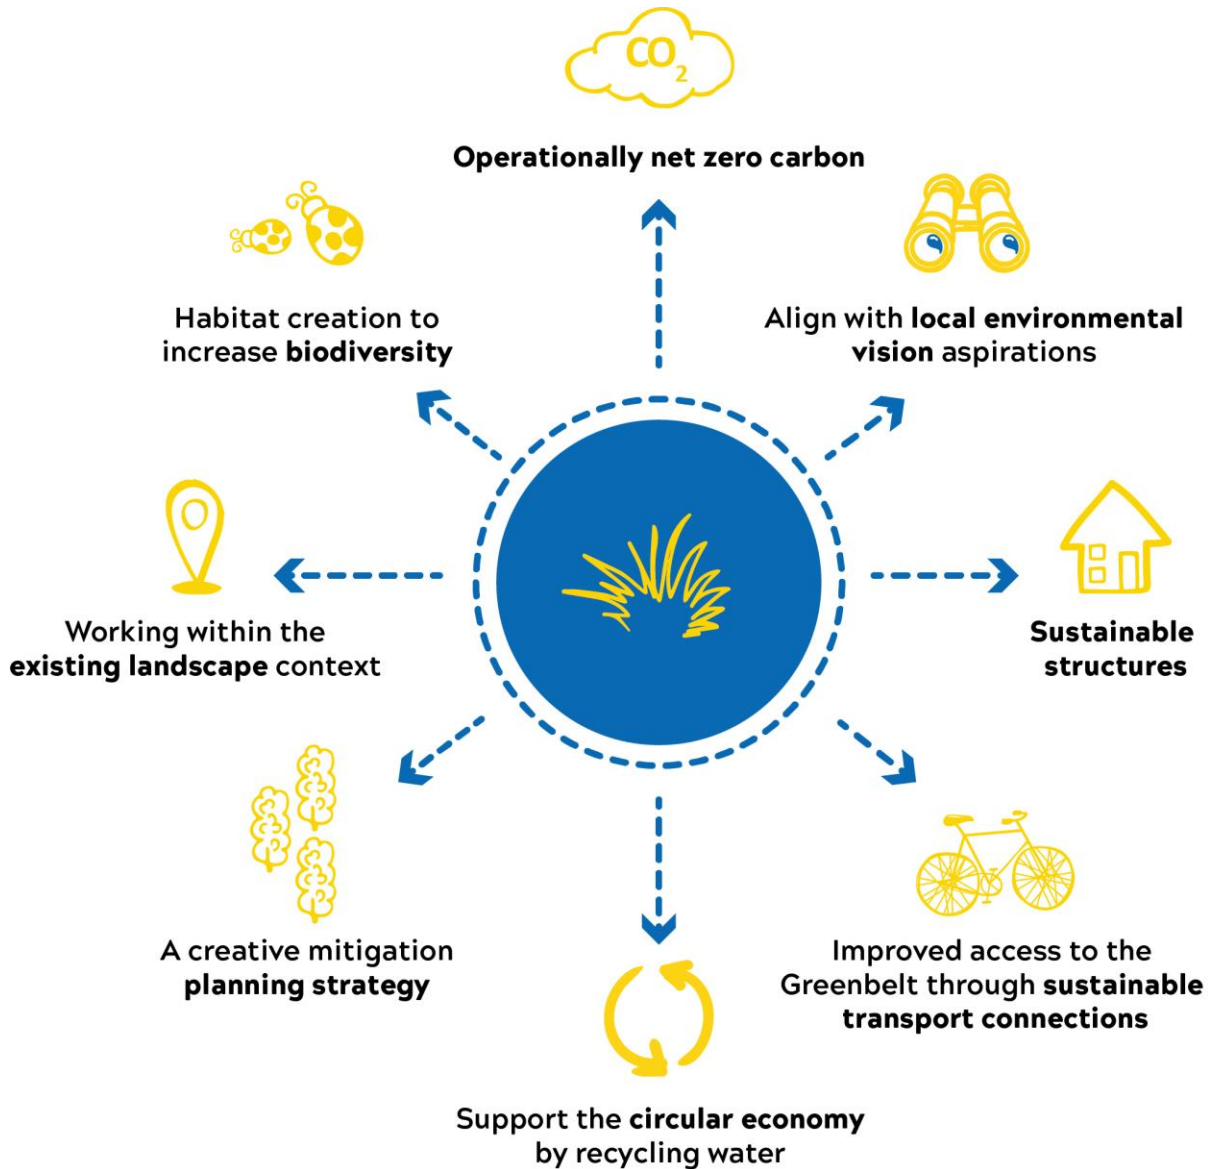 CO2
Operationally net zero carbon
Habitat creation to
increase biodiversity
Align with local environmental
vision aspirations
Working within the
existing landscape context
Sustainable
structures
A creative mitigation
planning strategy
Improved access to the
Greenbelt through sustainable
transport connections
Support the circular economy
by recycling water